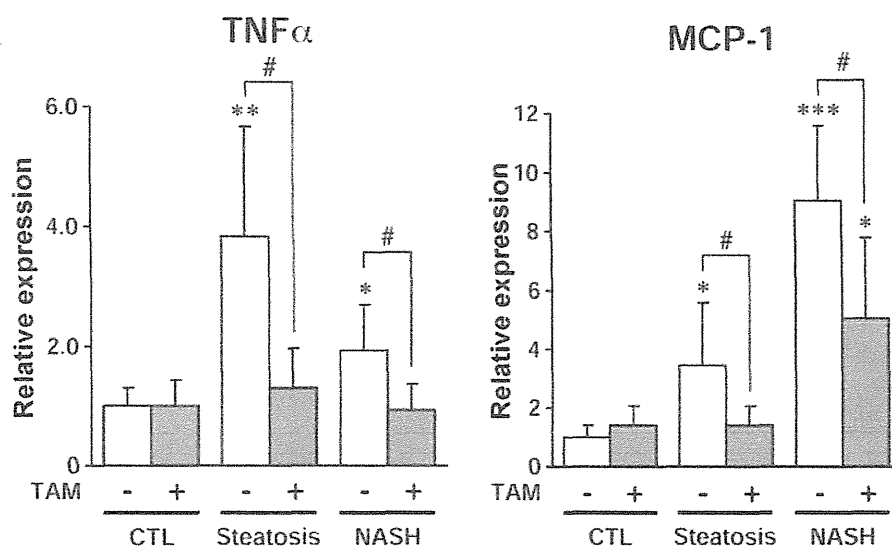 TNFα
#
6.0
**
4.0
#
*
2.0
0
Relative expression
TAM - + - + - +
CTL Steatosis NASH
MCP-1
#
12
***
10
8
#
*
6
*
4
2
0
Relative expression
TAM - + - + - +
CTL Steatosis NASH